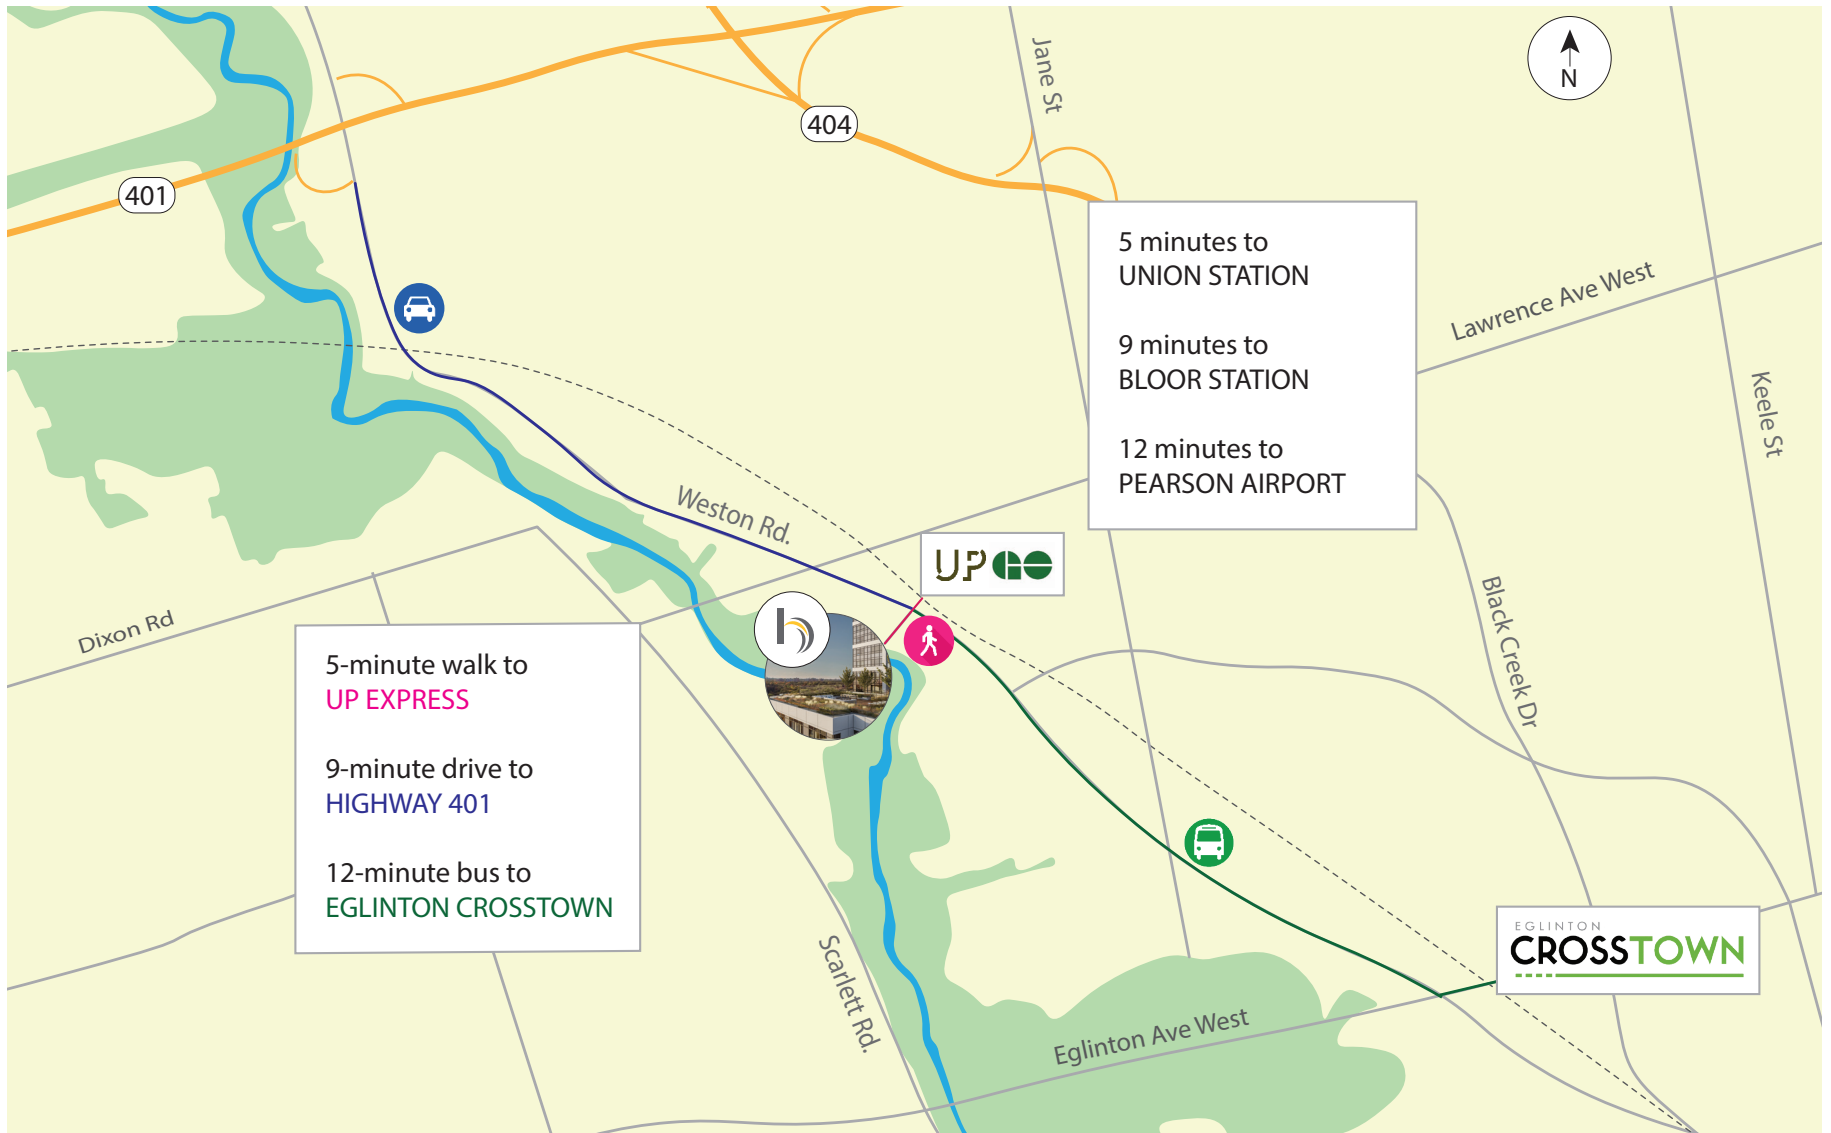 N
Jane St
404
401
5 minutes to
UNION STATION
9 minutes to
BLOOR STATION
12 minutes to
PEARSON AIRPORT
Lawrence Ave West
Keele St
Weston Rd.
UP GO
Black Creek Dr
Dixon Rd
b
5-minute walk to
UP EXPRESS
9-minute drive to
HIGHWAY 401
12-minute bus to
EGLINTON CROSSTOWN
Scarlett Rd.
EGLINTON
CROSSTOWN
Eglinton Ave West